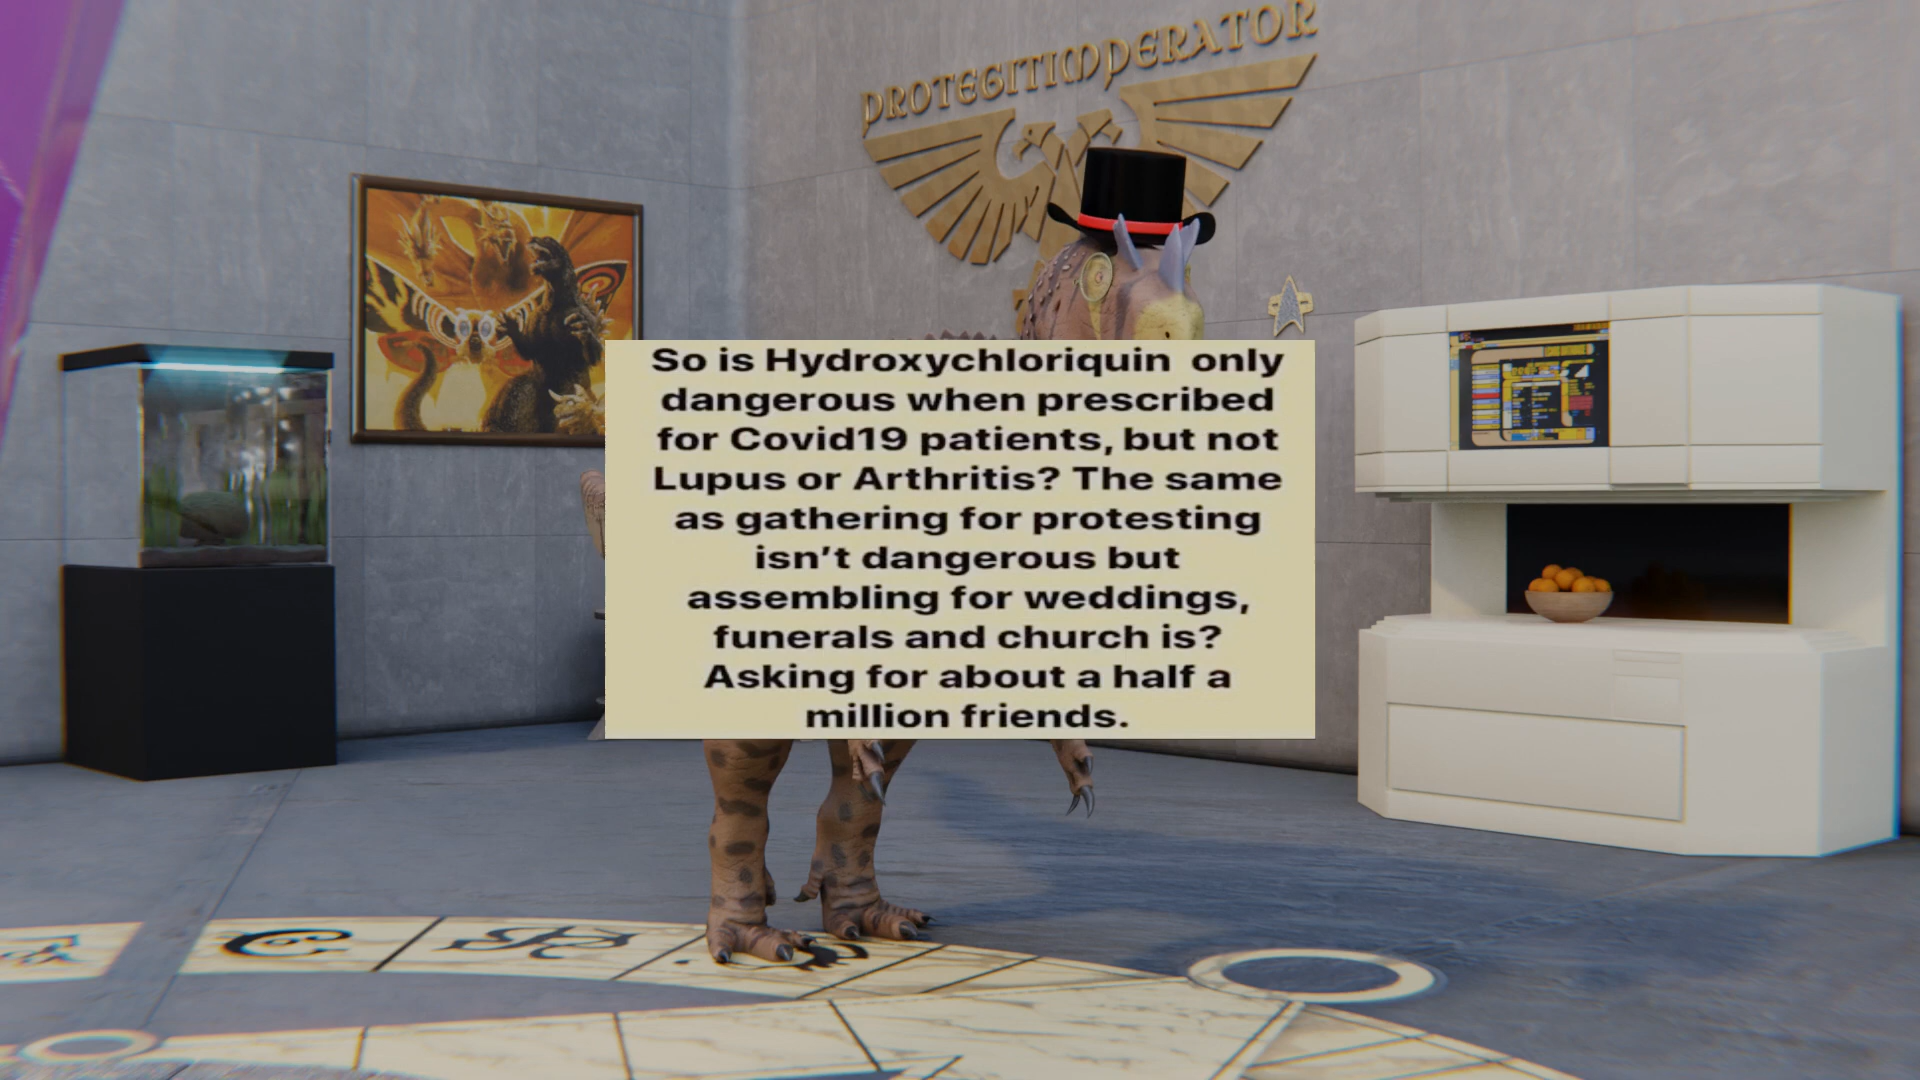 PROTEGITIMPERATOR
So is Hydroxychloriquin only
dangerous when prescribed
for Covid19 patients, but not
Lupus or Arthritis? The same
as gathering for protesting
isn't dangerous but
assembling for weddings,
funerals and church is?
Asking for about a half a
million friends.